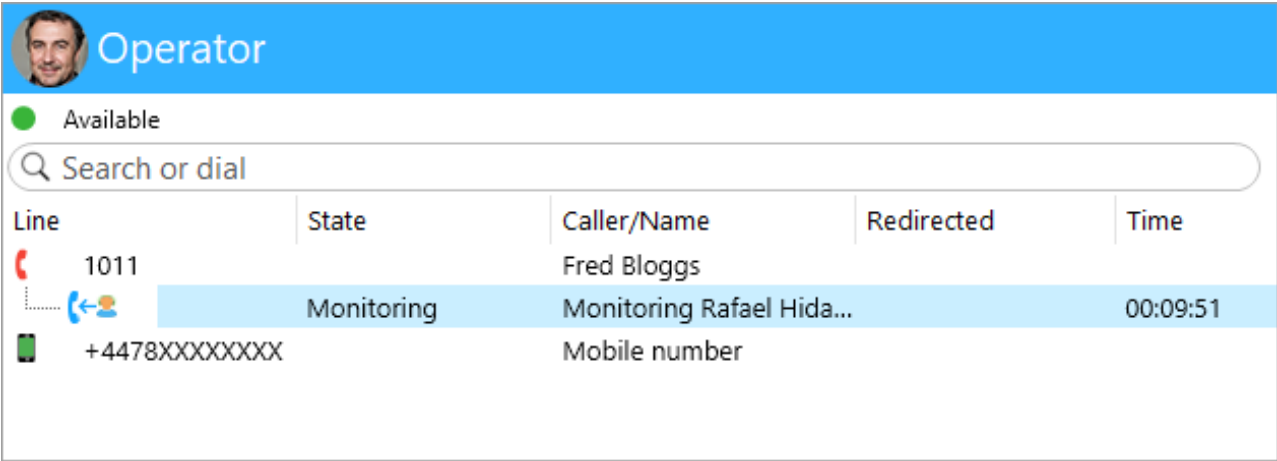 Operator
Available
Search or dial
Line State Caller/Name Redirected Time
1011 Fred Bloggs
Monitoring Monitoring Rafael Hida... 00:09:51
+4478XXXXXXXX Mobile number